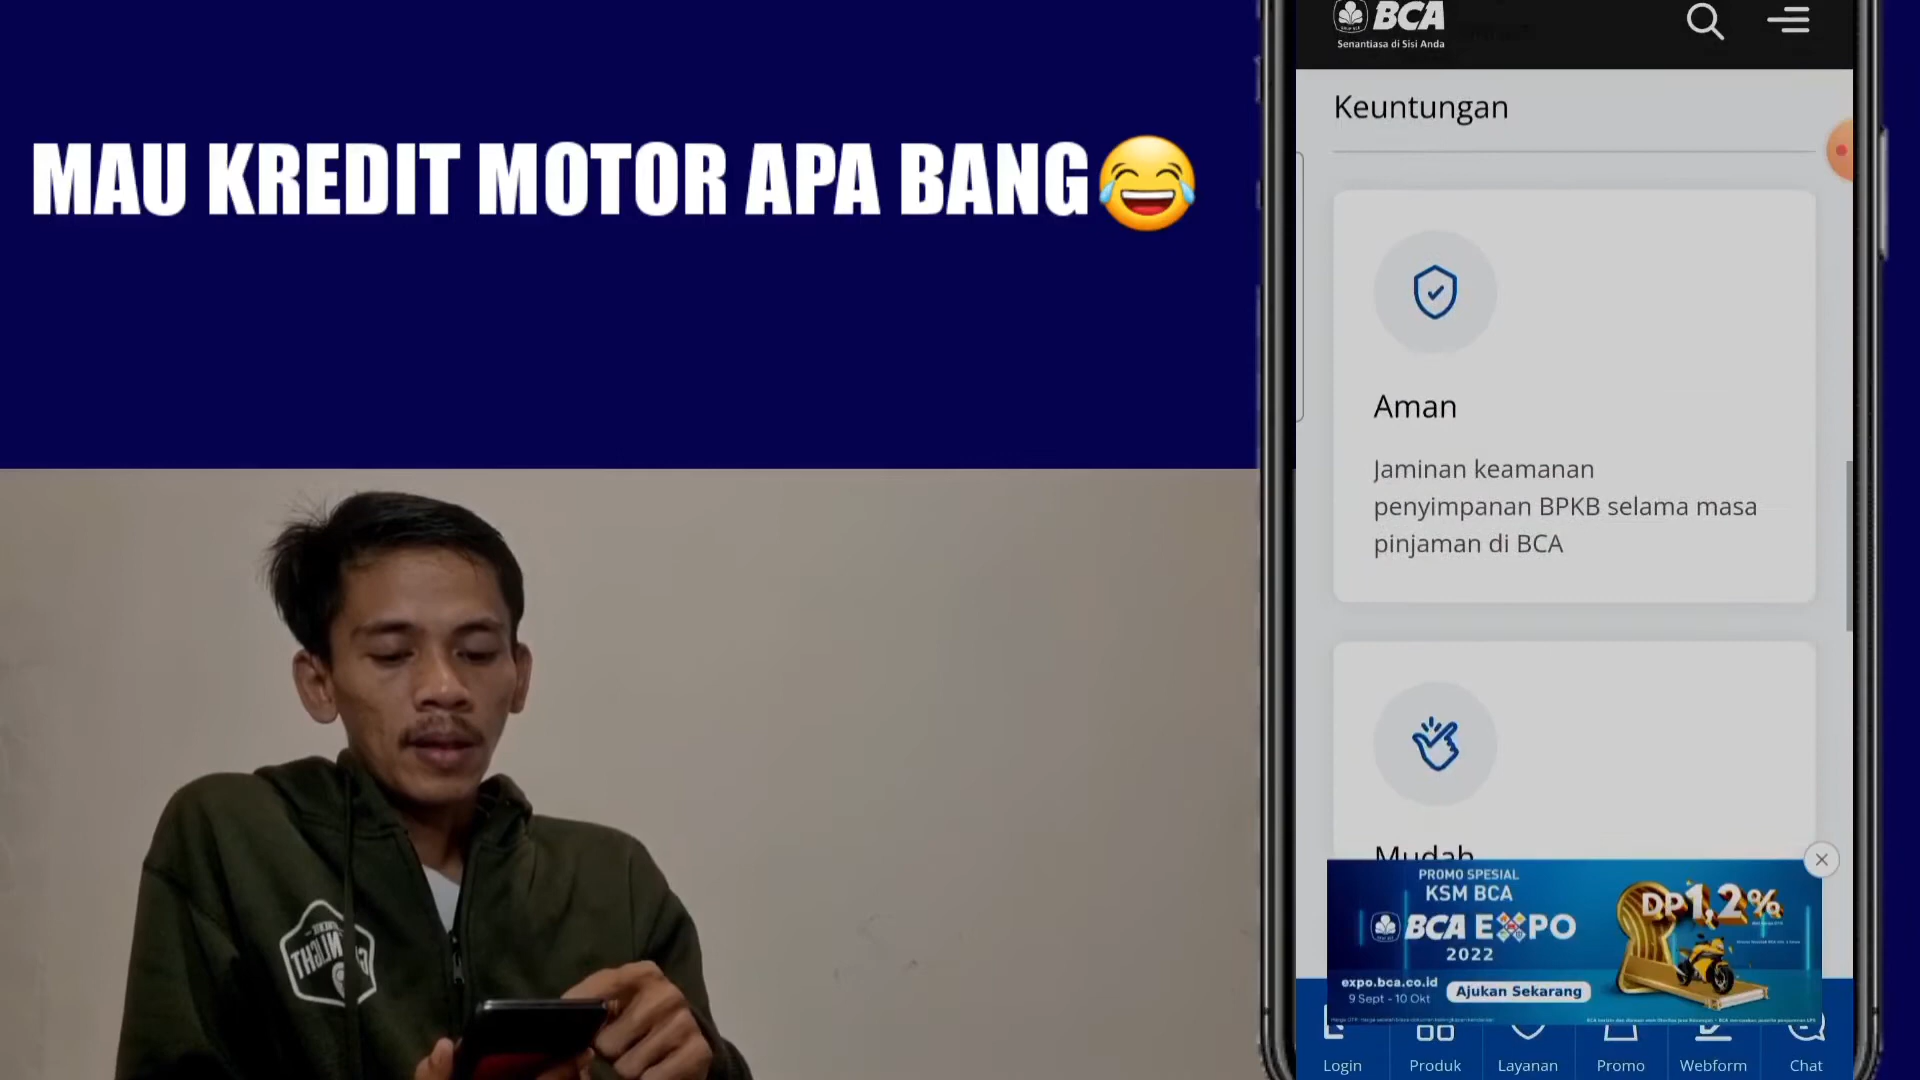 MAU KREDIT MOTOR APA BANG😂
BCA
Senantiasa di Sisi Anda
Keuntungan
Aman
Jaminan keamanan
penyimpanan BPKB selama masa
pinjaman di BCA
Mudah
PROMO SPESIAL
KSM BCA
BCA EXPO
2022
expo.bca.co.id
9 Sept - 10 Okt
Ajukan Sekarang
DP1,2%
Login
Produk
Layanan
Promo
Webform
Chat